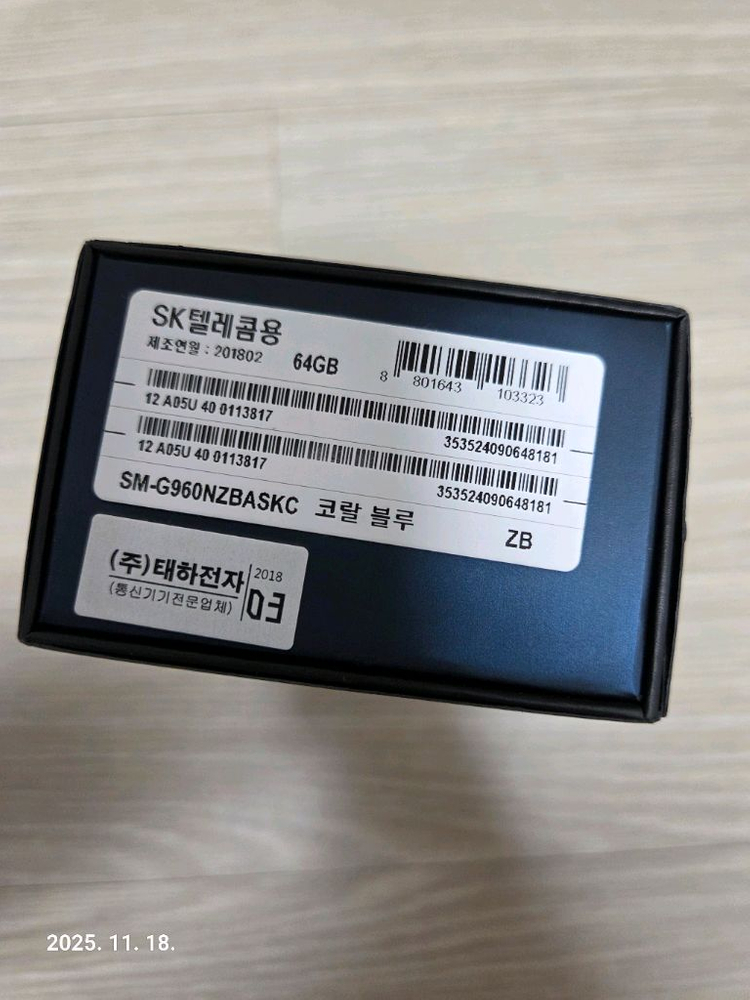 SK텔레콤용
제조연월 : 201802
64GB
8 801643 103323
12 A05U 40 0113817
353524090648181
12 A05U 40 0113817
353524090648181
SM-G960NZBASKC 코랄 블루
ZB
(주)태하전자
(통신기기전문업체)
2018
03
2025. 11. 18.